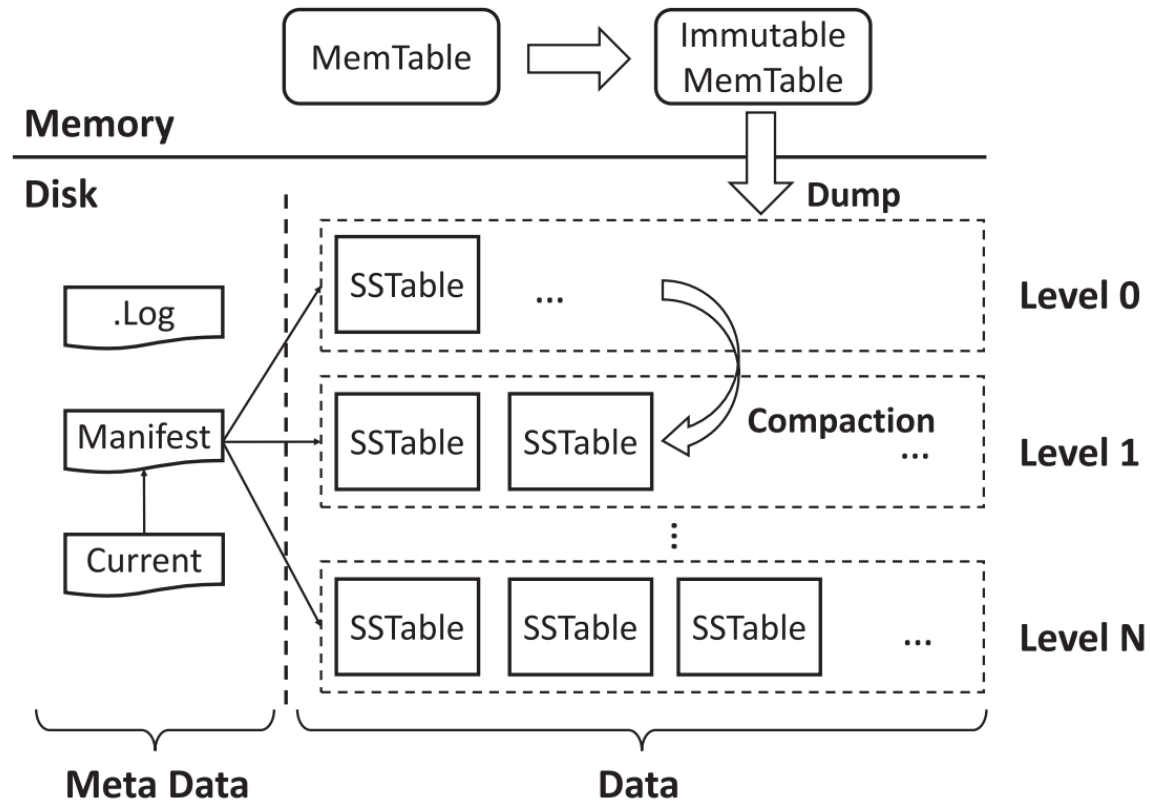 MemTable
Immutable
MemTable
Memory
Disk
Dump
SSTable
...
Level 0
.Log
Manifest
Current
SSTable
SSTable
Compaction
...
Level 1
...
SSTable
SSTable
SSTable
...
Level N
Meta Data
Data